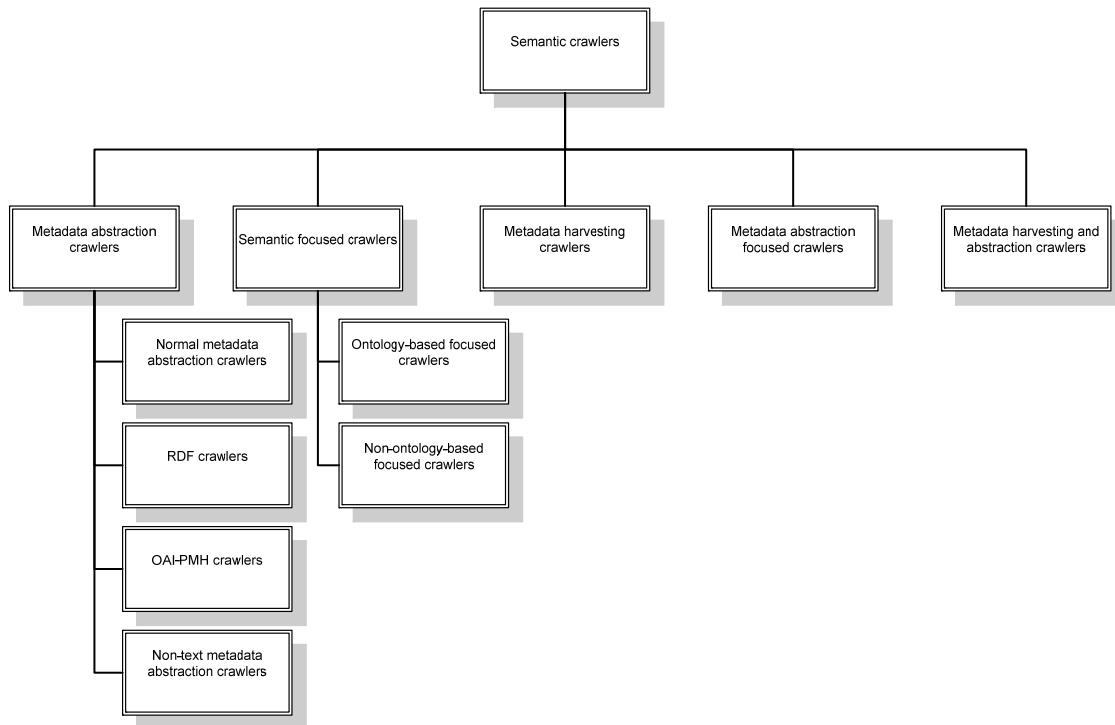 Semantic crawlers
Metadata abstraction
crawlers
Semantic focused crawlers
Metadata harvesting
crawlers
Metadata abstraction
focused crawlers
Metadata harvesting and
abstraction crawlers
Normal metadata
abstraction crawlers
RDF crawlers
OAI-PMH crawlers
Non-text metadata
abstraction crawlers
Ontology-based focused
crawlers
Non-ontology-based
focused crawlers